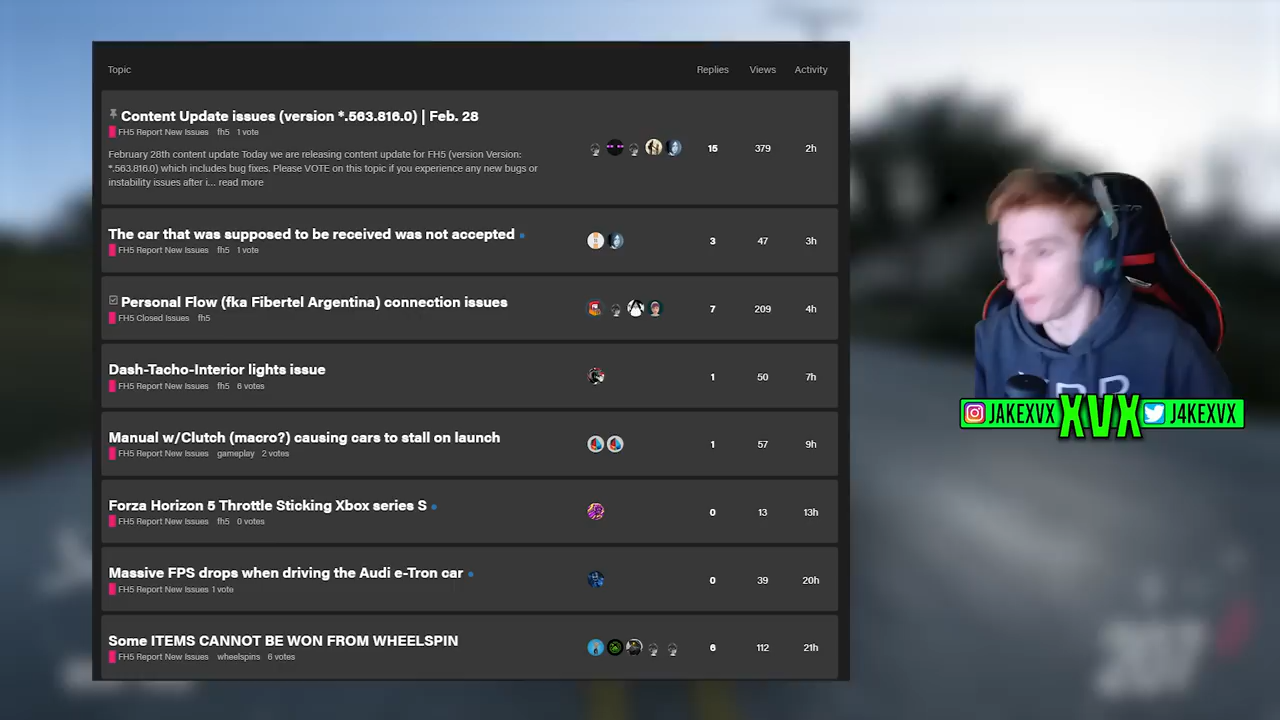 Topic Replies Views Activity
Content Update issues (version *.563.816.0) | Feb. 28
FH5 Report New Issues fh5 1 vote
February 28th content update Today we are releasing content update for FH5 (version Version:
*.563.816.0) which includes bug fixes. Please VOTE on this topic if you experience any new bugs or
instability issues after i... read more
15 379 2h
The car that was supposed to be received was not accepted
FH5 Report New Issues fh5 1 vote
3 47 3h
Personal Flow (fka Fibertel Argentina) connection issues
FH5 Closed Issues fh5
7 209 4h
Dash-Tacho-Interior lights issue
FH5 Report New Issues fh5 6 votes
1 50 7h
Manual w/Clutch (macro?) causing cars to stall on launch
FH5 Report New Issues gameplay 2 votes
1 57 9h
Forza Horizon 5 Throttle Sticking Xbox series S
FH5 Report New Issues fh5 0 votes
0 13 13h
Massive FPS drops when driving the Audi e-Tron car
FH5 Report New Issues 1 vote
0 39 20h
Some ITEMS CANNOT BE WON FROM WHEELSPIN
FH5 Report New Issues wheelspins 6 votes
6 112 21h
JAKEXVX XVX J4KEXVX
207